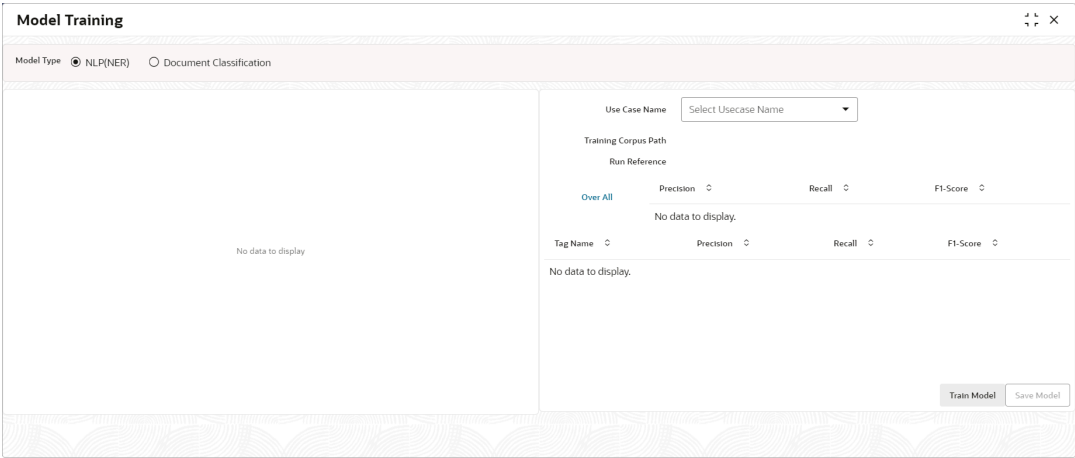 Model Training
Model Type NLP(NER) Document Classification
No data to display
Use Case Name Select Usecase Name
Training Corpus Path
Run Reference
Over All
Precision Recall F1-Score
No data to display.
Tag Name Precision Recall F1-Score
No data to display.
Train Model Save Model